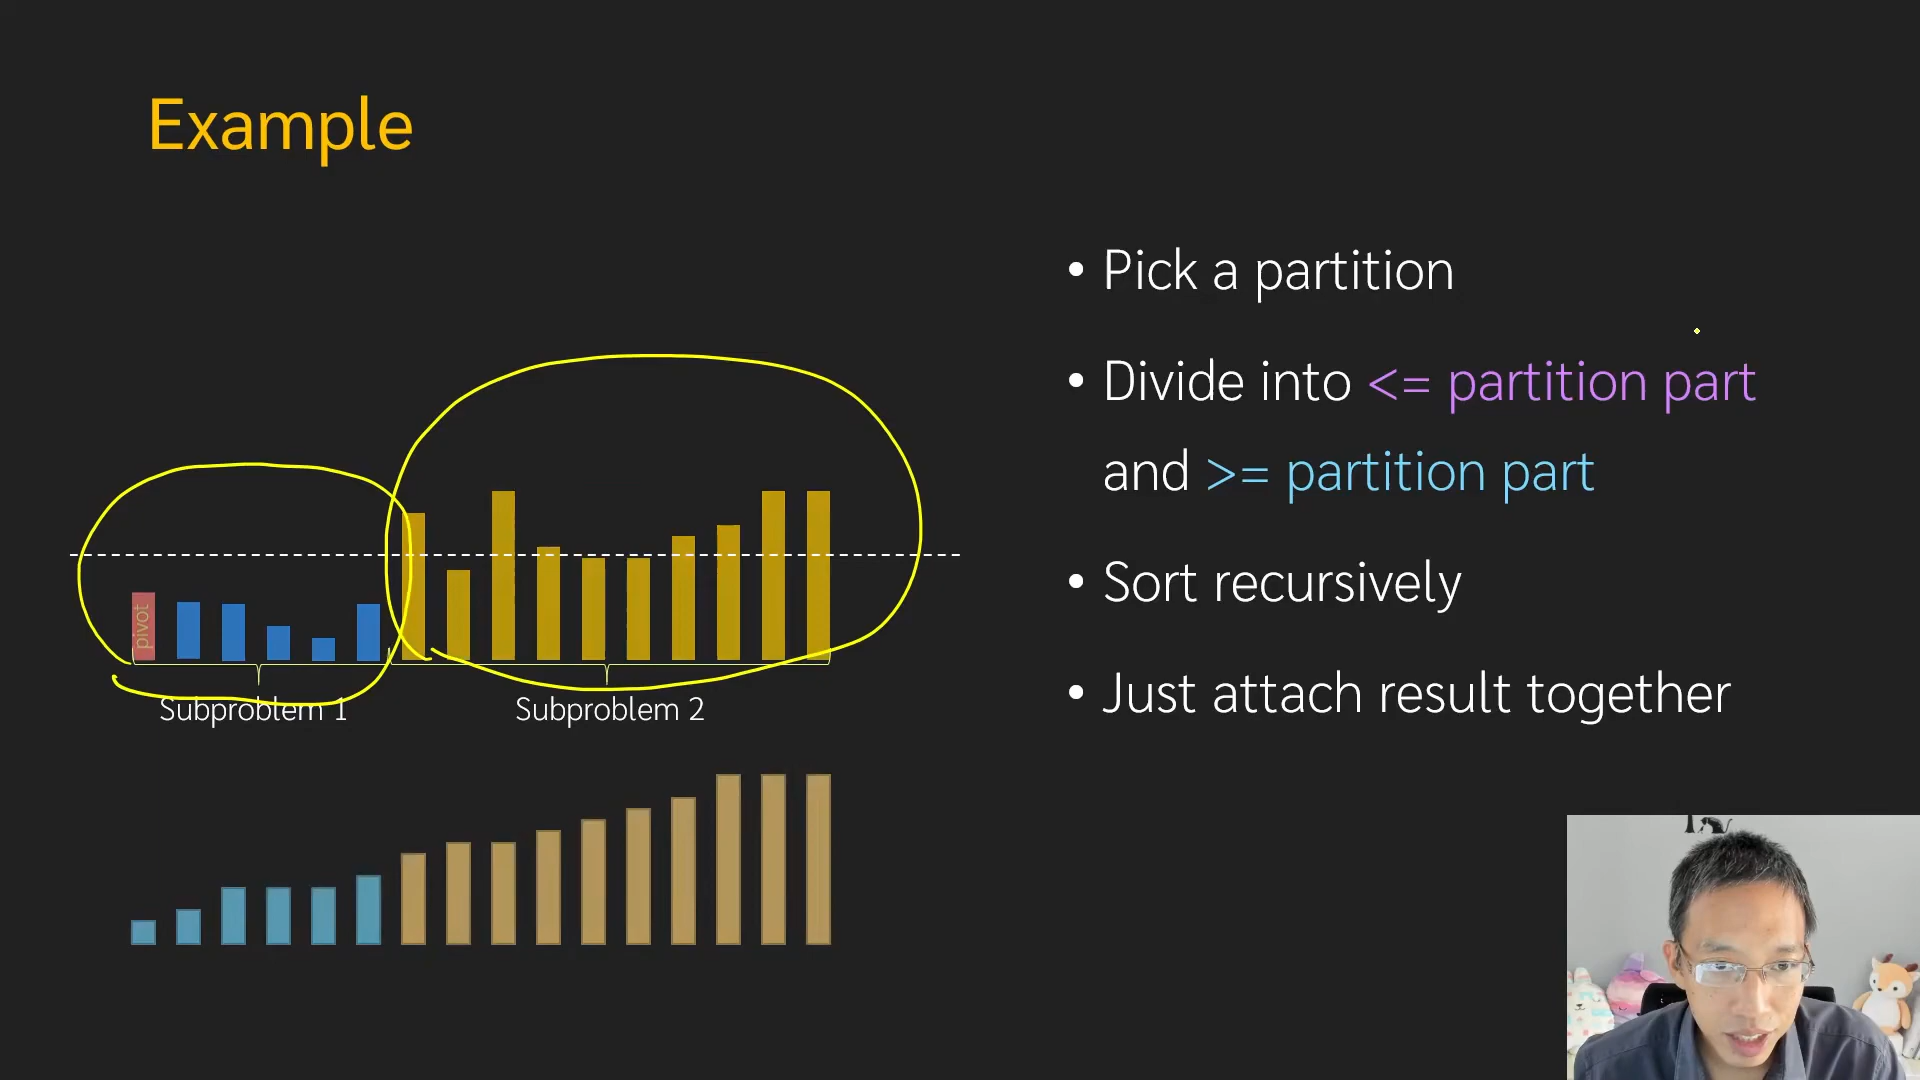 Example
• Pick a partition
• Divide into <= partition part
and >= partition part
• Sort recursively
• Just attach result together
pivot
Subproblem 1
Subproblem 2